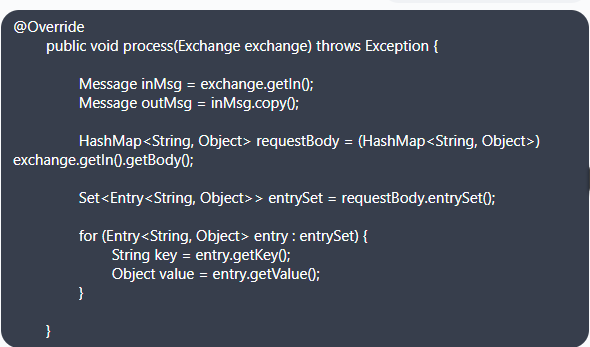 @Override
public void process(Exchange exchange) throws Exception {
Message inMsg = exchange.getIn();
Message outMsg = inMsg.copy();
HashMap<String, Object> requestBody = (HashMap<String, Object>)
exchange.getIn().getBody();
Set<Entry<String, Object>> entrySet = requestBody.entrySet();
for (Entry<String, Object> entry : entrySet) {
String key = entry.getKey();
Object value = entry.getValue();
}
}